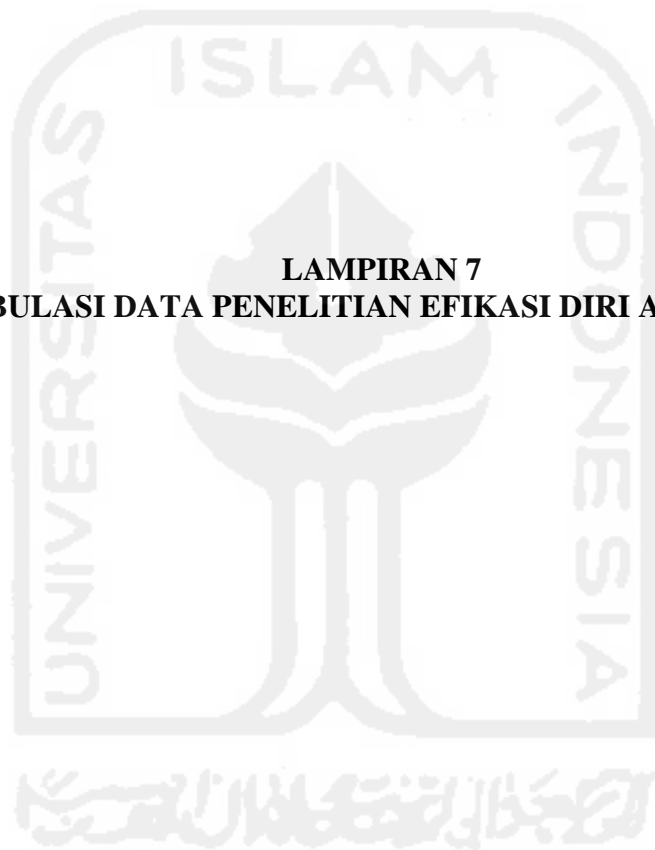 ISLAM
UNIVERSITAS
INDONESIA
LAMPIRAN 7
BULASI DATA PENELITIAN EFIKASI DIRI A